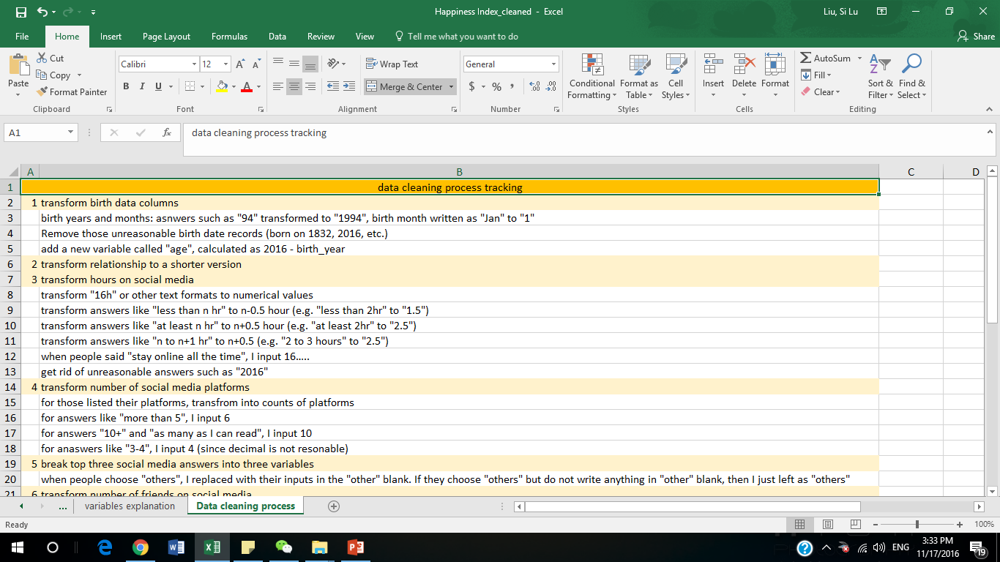 Happiness Index_cleaned - Excel
Liu, Si Lu
File Home Insert Page Layout Formulas Data Review View Tell me what you want to do Share
Paste
Cut
Copy
Format Painter
Clipboard
Calibri 12
B I U
Font
Wrap Text
Merge & Center
Alignment
General
$ % ,
Number
Conditional Formatting
Format as Table
Cell Styles
Styles
Insert Delete Format
Cells
AutoSum
Fill
Clear
Sort & Filter
Find & Select
Editing
A1 fx data cleaning process tracking
A B C D
1 data cleaning process tracking
2 1 transform birth data columns
3 birth years and months: asnwers such as "94" transformed to "1994", birth month written as "Jan" to "1"
4 Remove those unreasonable birth date records (born on 1832, 2016, etc.)
5 add a new variable called "age", calculated as 2016 - birth_year
6 2 transform relationship to a shorter version
7 3 transform hours on social media
8 transform "16h" or other text formats to numerical values
9 transform answers like "less than n hr" to n-0.5 hour (e.g. "less than 2hr" to "1.5")
10 transform answers like "at least n hr" to n+0.5 hour (e.g. "at least 2hr" to "2.5")
11 transform answers like "n to n+1 hr" to n+0.5 (e.g. "2 to 3 hours" to "2.5")
12 when people said "stay online all the time", I input 16.....
13 get rid of unreasonable answers such as "2016"
14 4 transform number of social media platforms
15 for those listed their platforms, transfrom into counts of platforms
16 for answers like "more than 5", I input 6
17 for answers "10+" and "as many as I can read", I input 10
18 for anaswers like "3-4", I input 4 (since decimal is not resonable)
19 5 break top three social media answers into three variables
20 when people choose "others", I replaced with their inputs in the "other" blank. If they choose "others" but do not write anything in "other" blank, then I just left as "others"
21 6 transform number of friends on social media
... variables explanation Data cleaning process
Ready 100%
ENG 3:33 PM
11/17/2016
19